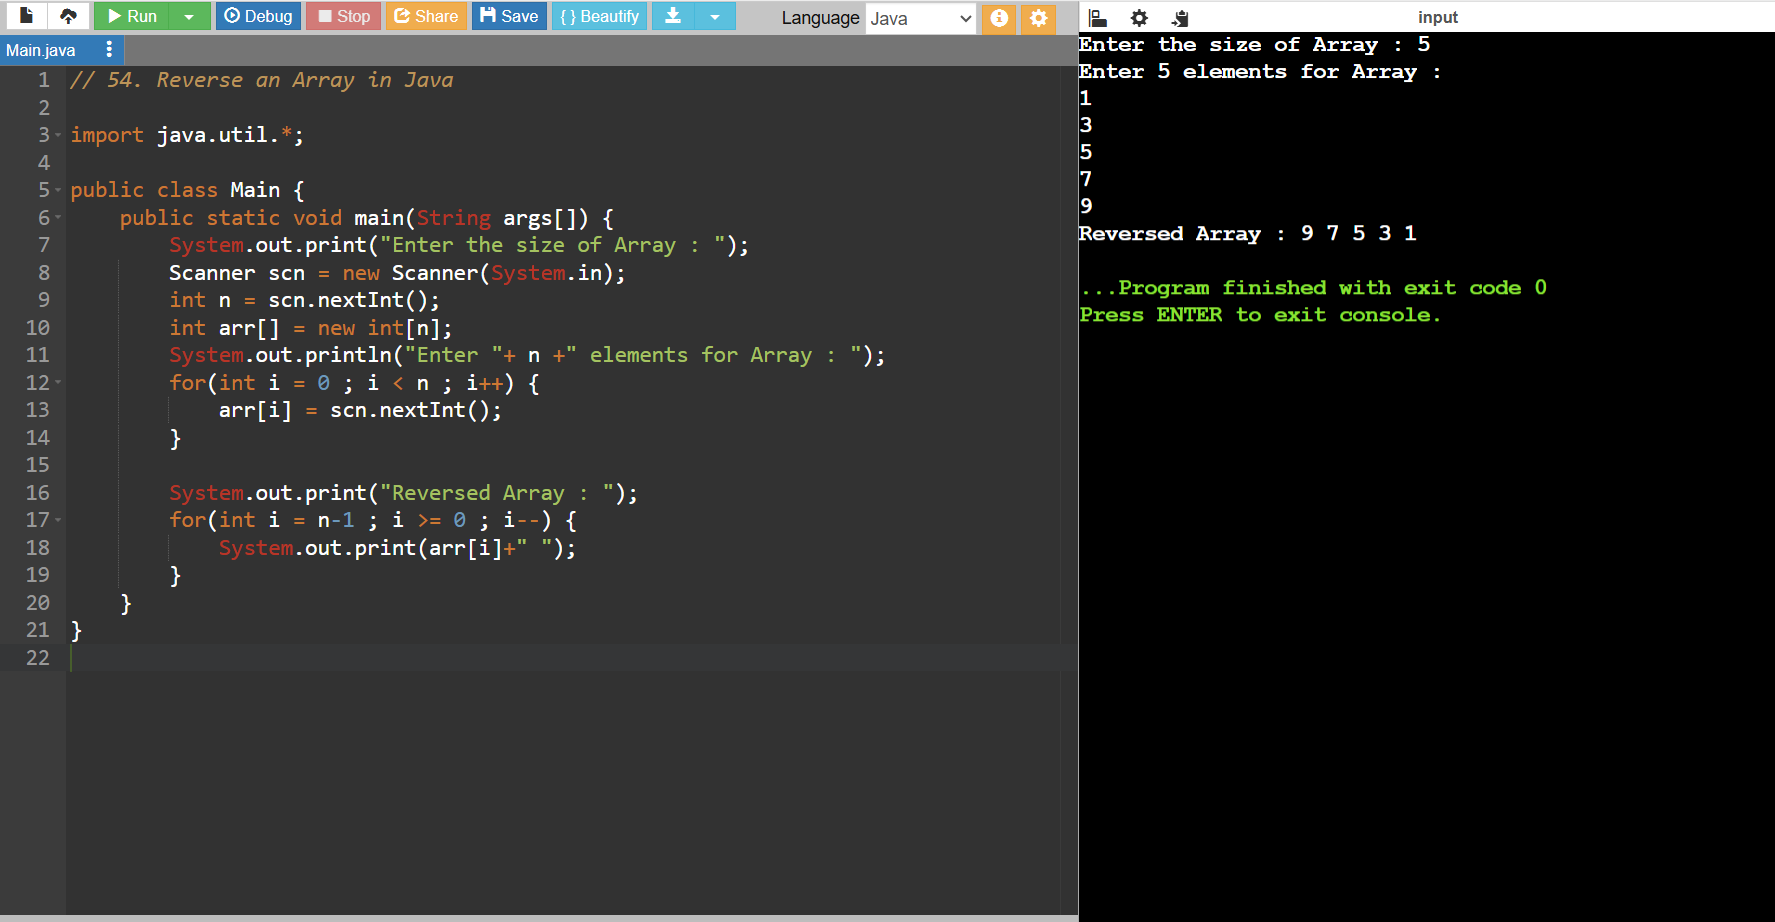 Run Debug Stop Share Save { } Beautify Language Java
Main.java
1 // 54. Reverse an Array in Java
2
3 import java.util.*;
4
5 public class Main {
6     public static void main(String args[]) {
7         System.out.print("Enter the size of Array : ");
8         Scanner scn = new Scanner(System.in);
9         int n = scn.nextInt();
10         int arr[] = new int[n];
11         System.out.println("Enter "+ n +" elements for Array : ");
12         for(int i = 0 ; i < n ; i++) {
13             arr[i] = scn.nextInt();
14         }
15
16         System.out.print("Reversed Array : ");
17         for(int i = n-1 ; i >= 0 ; i--) {
18             System.out.print(arr[i]+" ");
19         }
20     }
21 }
22
input
Enter the size of Array : 5
Enter 5 elements for Array :
1
3
5
7
9
Reversed Array : 9 7 5 3 1
...Program finished with exit code 0
Press ENTER to exit console.